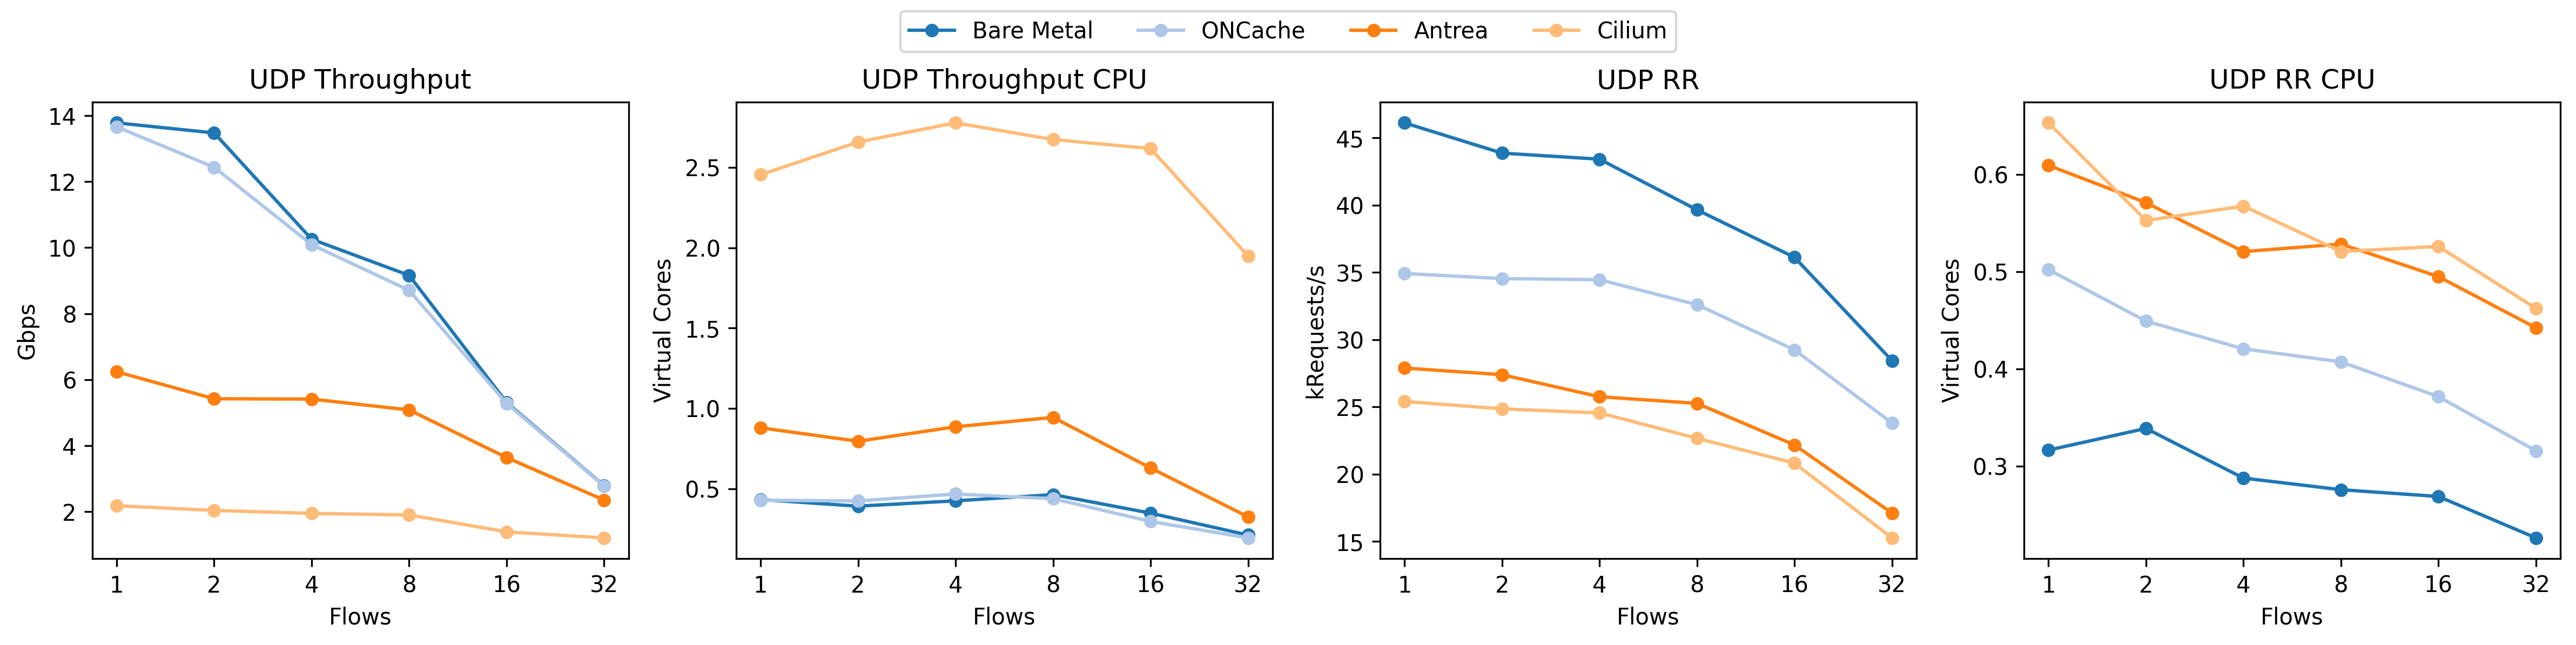 Bare Metal ONCache Antrea Cilium
UDP Throughput
14
12
10
8
6
4
2
Gbps
1 2 4 8 16 32
Flows
UDP Throughput CPU
2.5
2.0
1.5
1.0
0.5
Virtual Cores
1 2 4 8 16 32
Flows
UDP RR
45
40
35
30
25
20
15
kRequests/s
1 2 4 8 16 32
Flows
UDP RR CPU
0.6
0.5
0.4
0.3
Virtual Cores
1 2 4 8 16 32
Flows